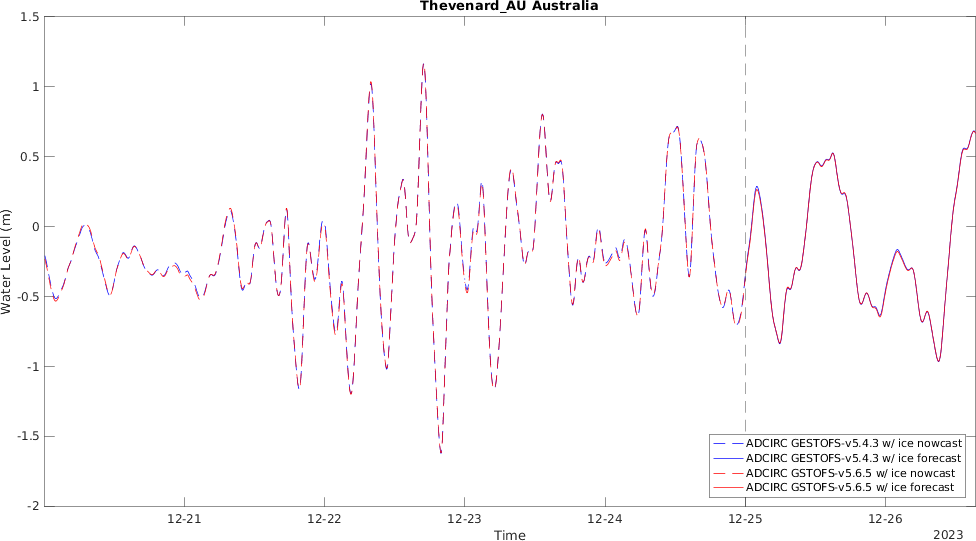 Thevenard_AU Australia
1.5
1
0.5
0
-0.5
-1
-1.5
-2
Water Level (m)
12-21
12-22
12-23
12-24
12-25
12-26
Time
2023
ADCIRC GESTOFS-v5.4.3 w/ ice nowcast
ADCIRC GESTOFS-v5.4.3 w/ ice forecast
ADCIRC GSTOFS-v5.6.5 w/ ice nowcast
ADCIRC GSTOFS-v5.6.5 w/ ice forecast